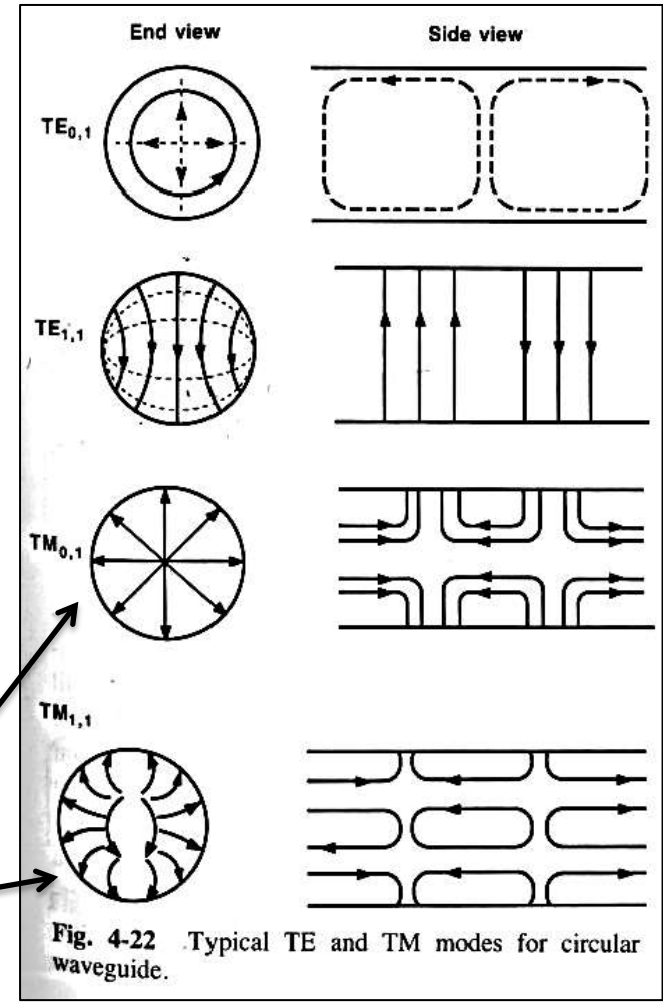 End view
Side view
TE0,1
TE1,1
TM0,1
TM1,1
Fig. 4-22 Typical TE and TM modes for circular
waveguide.